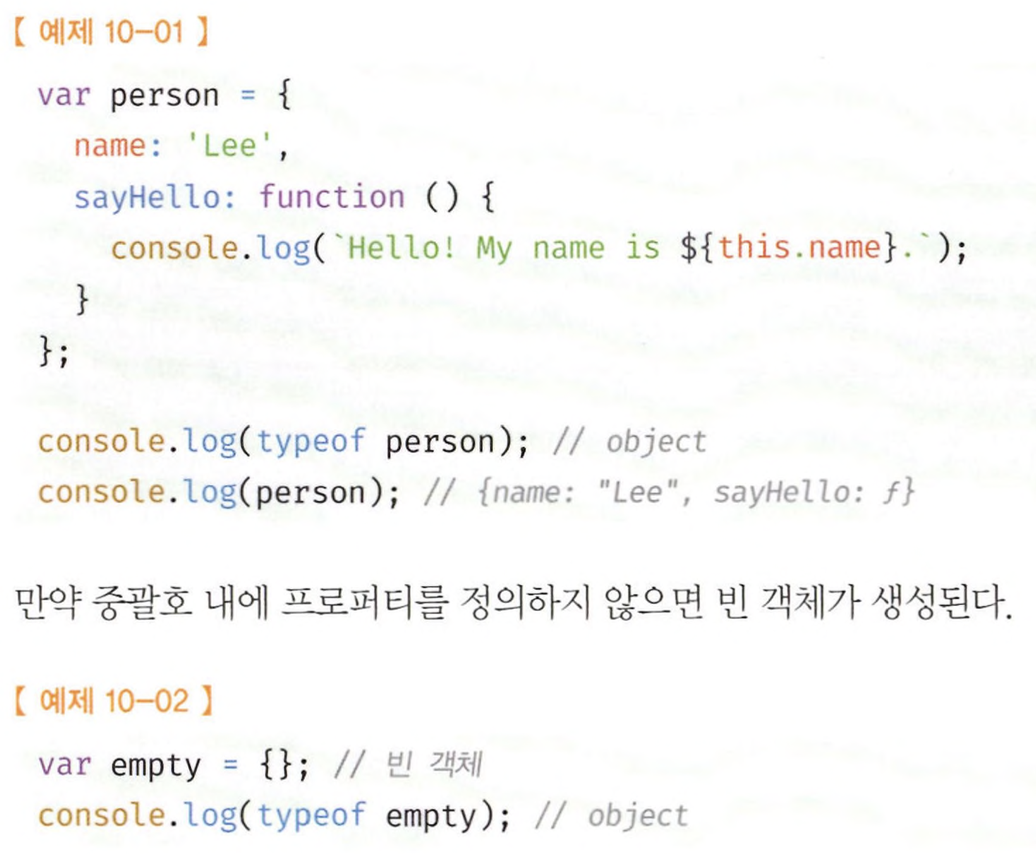 【 예제 10-01 】
var person = {
  name: 'Lee',
  sayHello: function () {
    console.log(`Hello! My name is ${this.name}.`);
  }
};
console.log(typeof person); // object
console.log(person); // {name: "Lee", sayHello: ƒ}
만약 중괄호 내에 프로퍼티를 정의하지 않으면 빈 객체가 생성된다.
【 예제 10-02 】
var empty = {}; // 빈 객체
console.log(typeof empty); // object